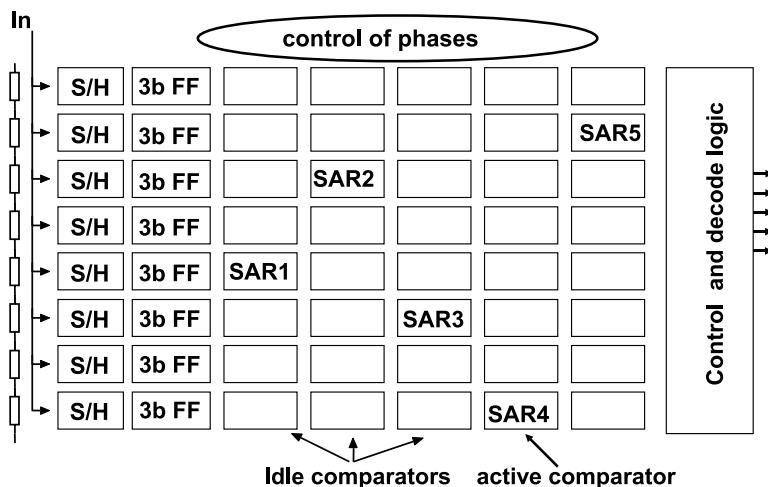 In
control of phases
S/H 3b FF
S/H 3b FF SAR5
S/H 3b FF SAR2
S/H 3b FF
S/H 3b FF SAR1
S/H 3b FF SAR3
S/H 3b FF
S/H 3b FF SAR4
Control and decode logic
Idle comparators active comparator